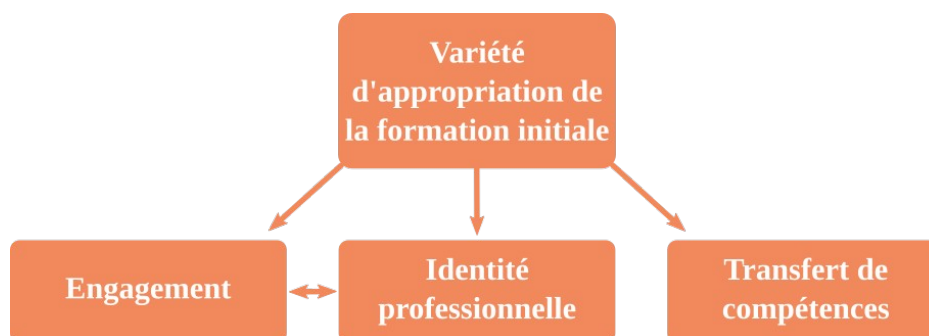 Variété
d'appropriation de
la formation initiale
Engagement
Identité
professionnelle
Transfert de
compétences